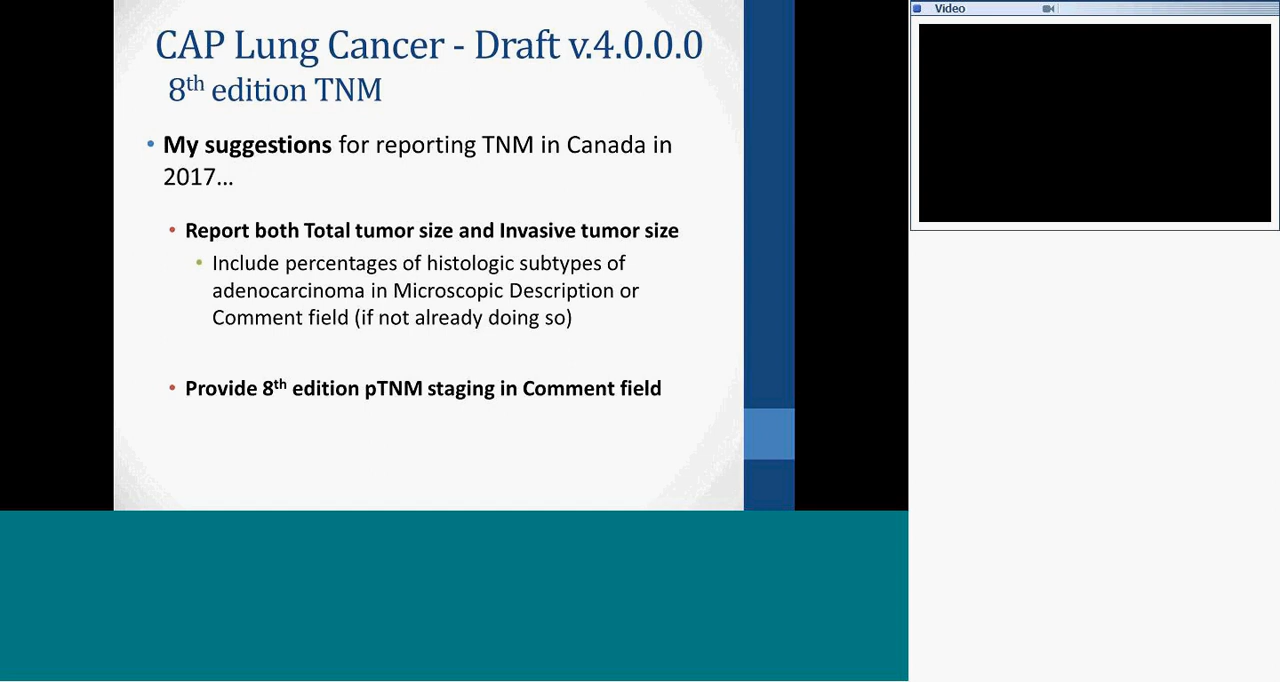 CAP Lung Cancer - Draft v.4.0.0.0
8th edition TNM
• My suggestions for reporting TNM in Canada in
2017...
• Report both Total tumor size and Invasive tumor size
• Include percentages of histologic subtypes of
adenocarcinoma in Microscopic Description or
Comment field (if not already doing so)
• Provide 8th edition pTNM staging in Comment field
Video